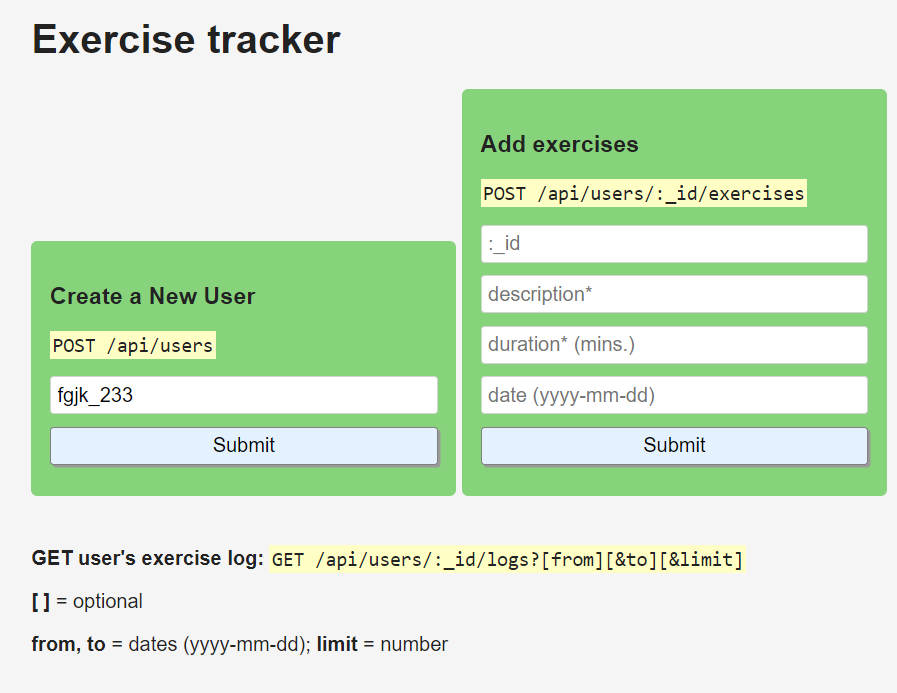 Exercise tracker
Create a New User
POST /api/users
fgjk_233
Submit
Add exercises
POST /api/users/:_id/exercises
:_id
description*
duration* (mins.)
date (yyyy-mm-dd)
Submit
GET user's exercise log: GET /api/users/:_id/logs?[from][&to][&limit]
[ ] = optional
from, to = dates (yyyy-mm-dd); limit = number